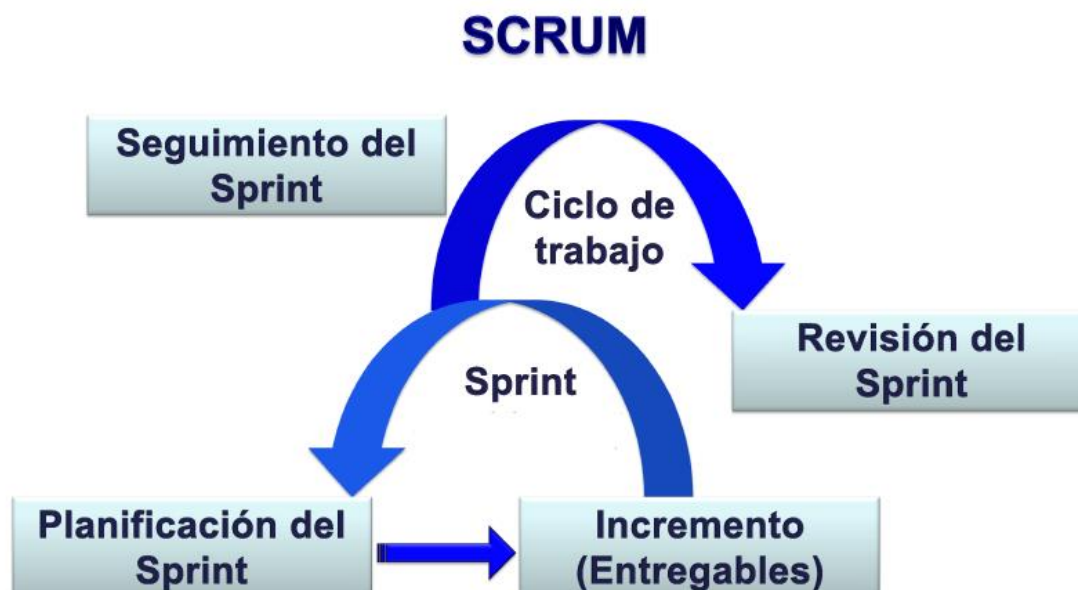 SCRUM
Seguimiento del
Sprint
Ciclo de
trabajo
Revisión del
Sprint
Sprint
Planificación del
Sprint
Incremento
(Entregables)